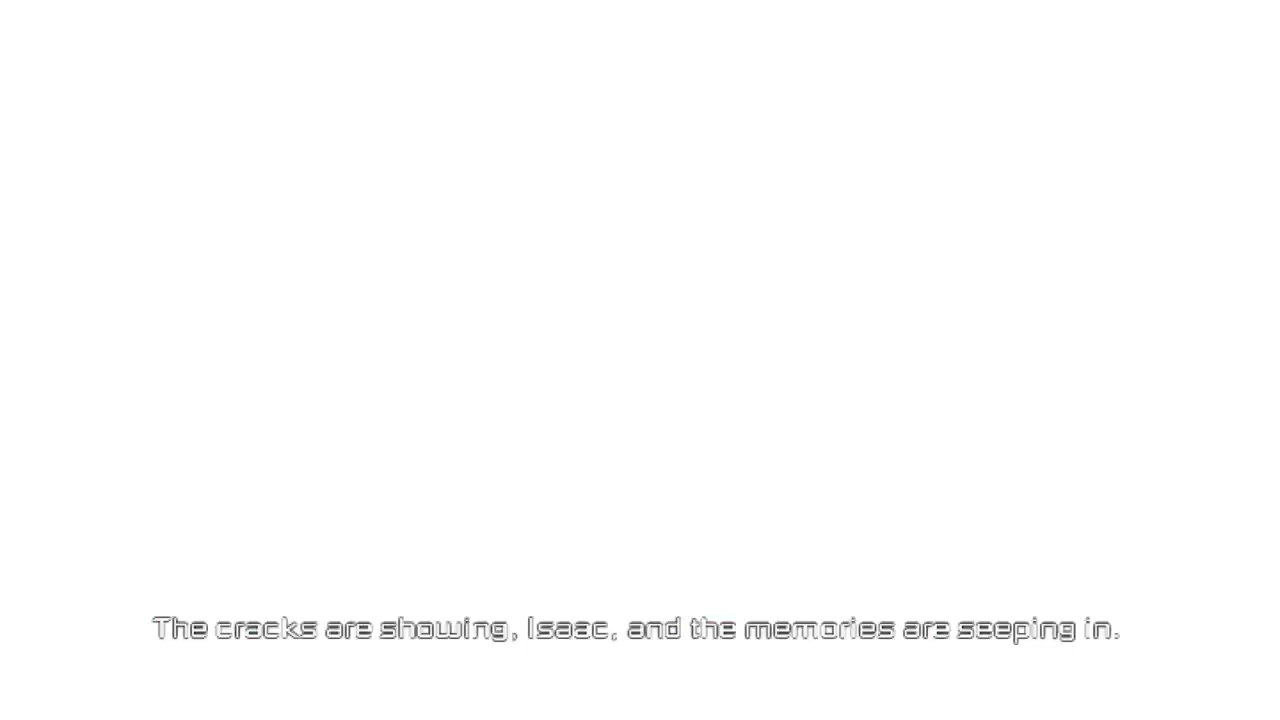 The cracks are showing, Isaac, and the memories are seeping in.